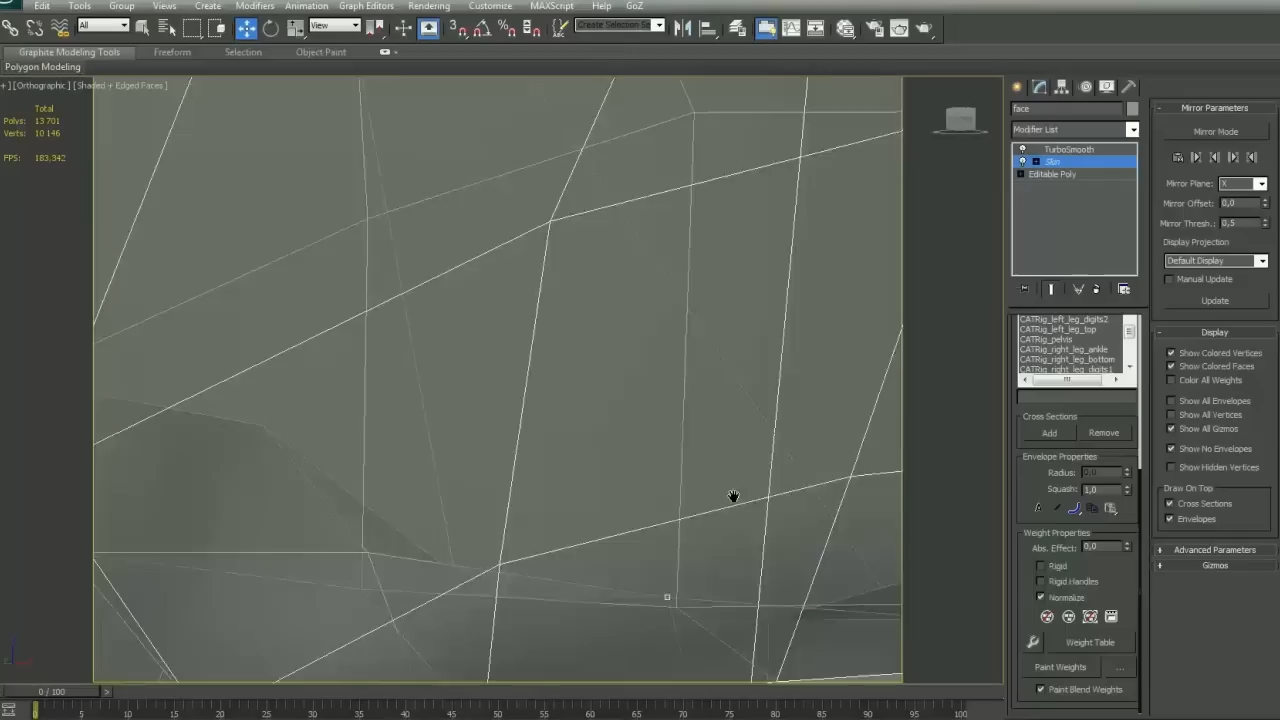 Edit Tools Group Views Create Modifiers Animation Graph Editors Rendering Customize MAXScript Help GoZ
All View Create Selection Se
Graphite Modeling Tools Freeform Selection Object Paint
Polygon Modeling
+ ] [Orthographic ] [Shaded + Edged Faces ]
Total
Polys: 13 701
Verts: 10 146
FPS: 183,342
face
Modifier List
TurboSmooth
Skin
Editable Poly
CATRig_left_leg_digits2
CATRig_left_leg_top
CATRig_pelvis
CATRig_right_leg_ankle
CATRig_right_leg_bottom
CATRig_right_leg_digits1
Cross Sections
Add Remove
Envelope Properties
Radius: 0,0
Squash: 1,0
A
Weight Properties
Abs. Effect: 0,0
Rigid
Rigid Handles
Normalize
Weight Table
Paint Weights ...
Paint Blend Weights
- Mirror Parameters
Mirror Mode
Mirror Plane: X
Mirror Offset: 0,0
Mirror Thresh.: 0,5
Display Projection
Default Display
Manual Update
Update
- Display
Show Colored Vertices
Show Colored Faces
Color All Weights
Show All Envelopes
Show All Vertices
Show All Gizmos
Show No Envelopes
Show Hidden Vertices
Draw On Top
Cross Sections
Envelopes
+ Advanced Parameters
+ Gizmos
0 / 100 >
0 5 10 15 20 25 30 35 40 45 50 55 60 65 70 75 80 85 90 95 100